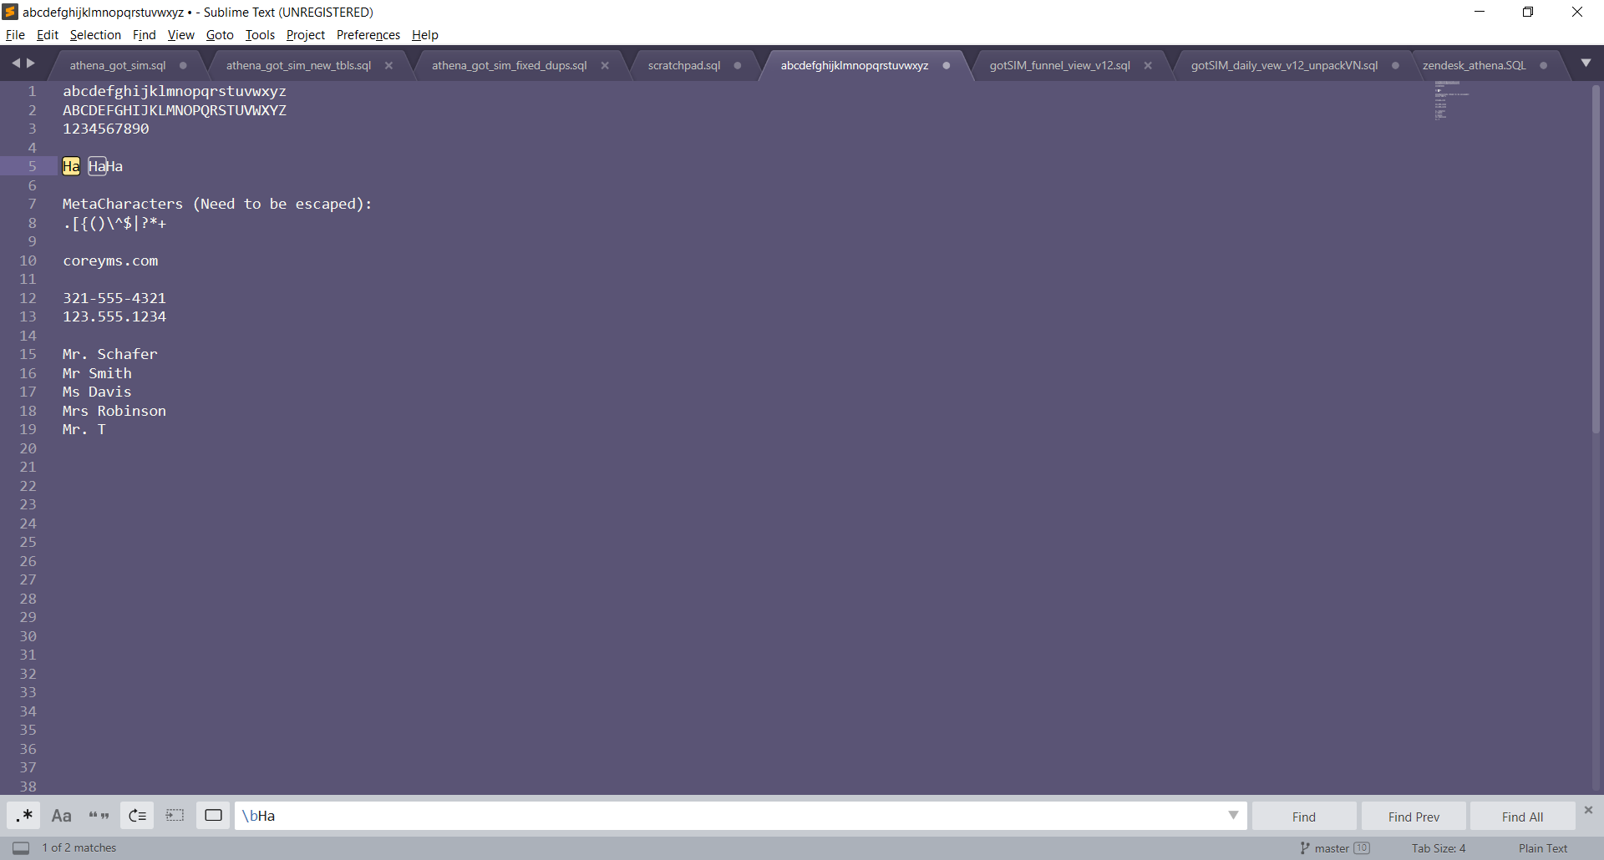 abcdefghijklmnopqrstuvwxyz • - Sublime Text (UNREGISTERED)
File Edit Selection Find View Goto Tools Project Preferences Help
athena_got_sim.sql athena_got_sim_new_tbls.sql athena_got_sim_fixed_dups.sql scratchpad.sql abcdefghijklmnopqrstuvwxyz gotSIM_funnel_view_v12.sql gotSIM_daily_vew_v12_unpackVN.sql zendesk_athena.SQL
1 abcdefghijklmnopqrstuvwxyz
2 ABCDEFGHIJKLMNOPQRSTUVWXYZ
3 1234567890
4
5 Ha HaHa
6
7 MetaCharacters (Need to be escaped):
8 .[{()\^$|?*+
9
10 coreyms.com
11
12 321-555-4321
13 123.555.1234
14
15 Mr. Schafer
16 Mr Smith
17 Ms Davis
18 Mrs Robinson
19 Mr. T
20
21
22
23
24
25
26
27
28
29
30
31
32
33
34
35
36
37
38
.* Aa “” \bHa Find Find Prev Find All
1 of 2 matches master 10 Tab Size: 4 Plain Text